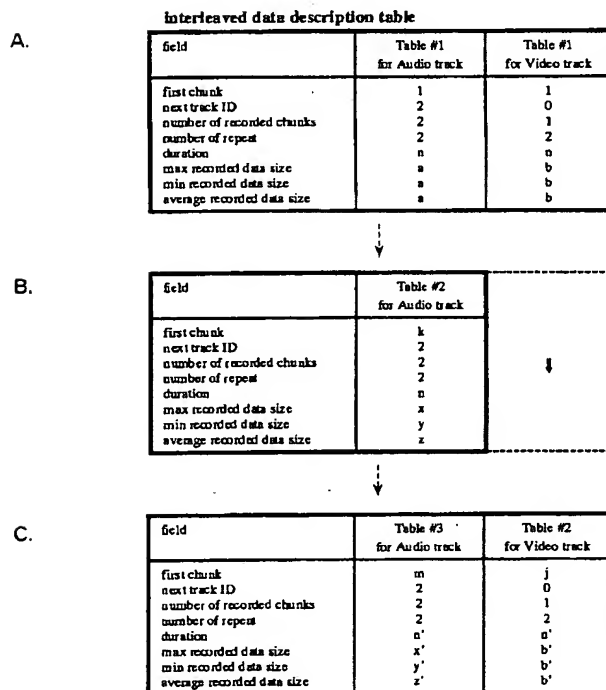 interleaved data description table
A.
field Table #1 Table #1
for Audio track for Video track
first chunk 1 1
next track ID 2 0
number of recorded chunks 2 1
number of repeat 2 2
duration n n
max recorded data size a b
min recorded data size a b
average recorded data size a b
B.
field Table #2
for Audio track
first chunk k
next track ID 2
number of recorded chunks 2
number of repeat 2
duration n
max recorded data size x
min recorded data size y
average recorded data size z
C.
field Table #3 Table #2
for Audio track for Video track
first chunk m j
next track ID 2 0
number of recorded chunks 2 1
number of repeat 2 2
duration n' n'
max recorded data size x' b'
min recorded data size y' b'
average recorded data size z' b'